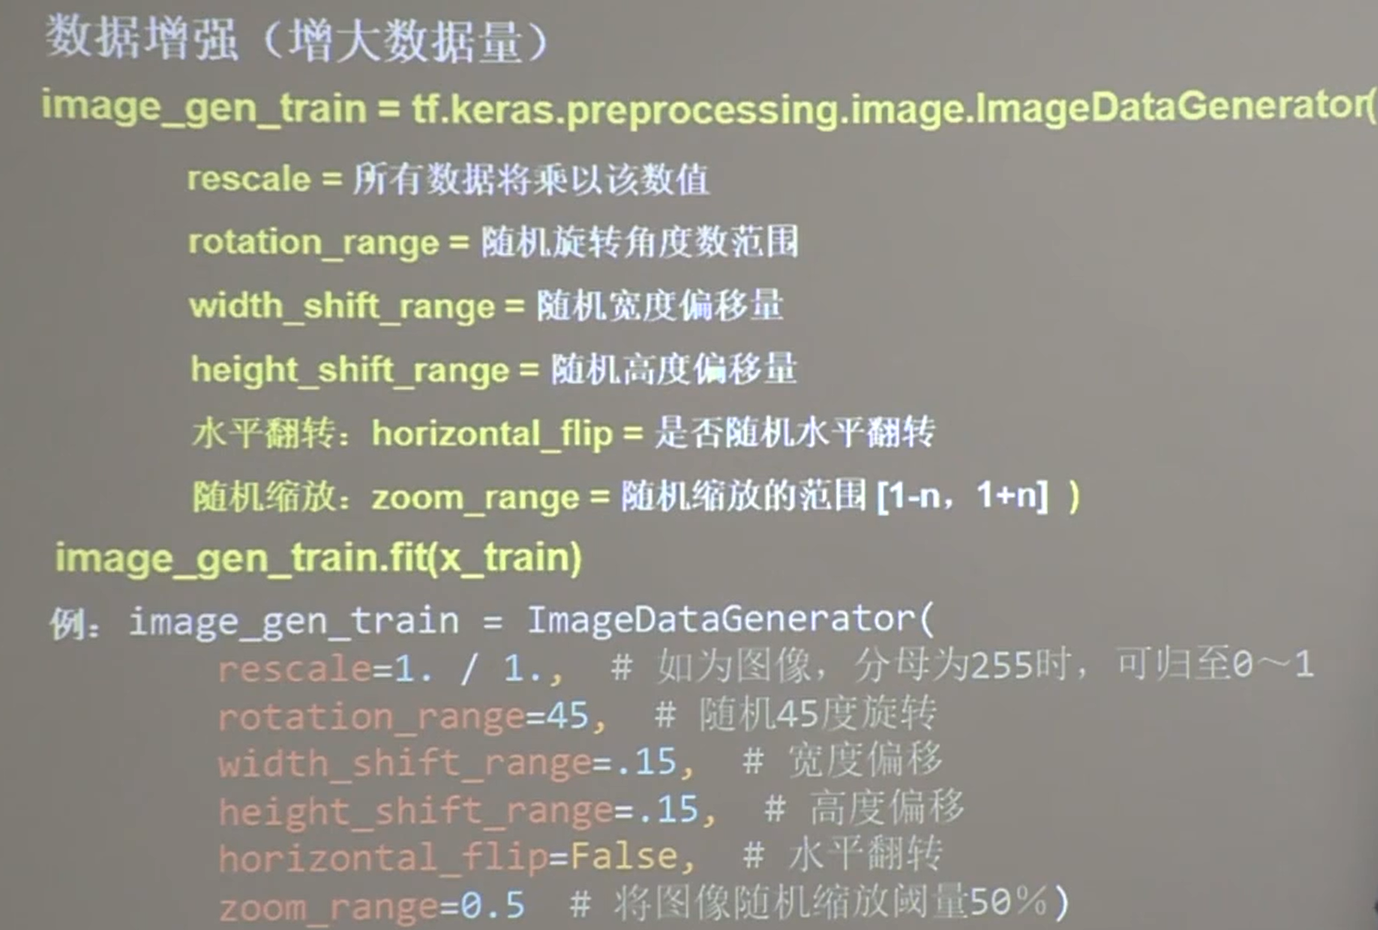 数据增强（增大数据量）
image_gen_train = tf.keras.preprocessing.image.ImageDataGenerator(
rescale = 所有数据将乘以该数值
rotation_range = 随机旋转角度数范围
width_shift_range = 随机宽度偏移量
height_shift_range = 随机高度偏移量
水平翻转：horizontal_flip = 是否随机水平翻转
随机缩放：zoom_range = 随机缩放的范围 [1-n，1+n] ）
image_gen_train.fit(x_train)
例：image_gen_train = ImageDataGenerator(
rescale=1. / 1., # 如为图像，分母为255时，可归至0～1
rotation_range=45, # 随机45度旋转
width_shift_range=.15, # 宽度偏移
height_shift_range=.15, # 高度偏移
horizontal_flip=False, # 水平翻转
zoom_range=0.5 # 将图像随机缩放阈量50％)